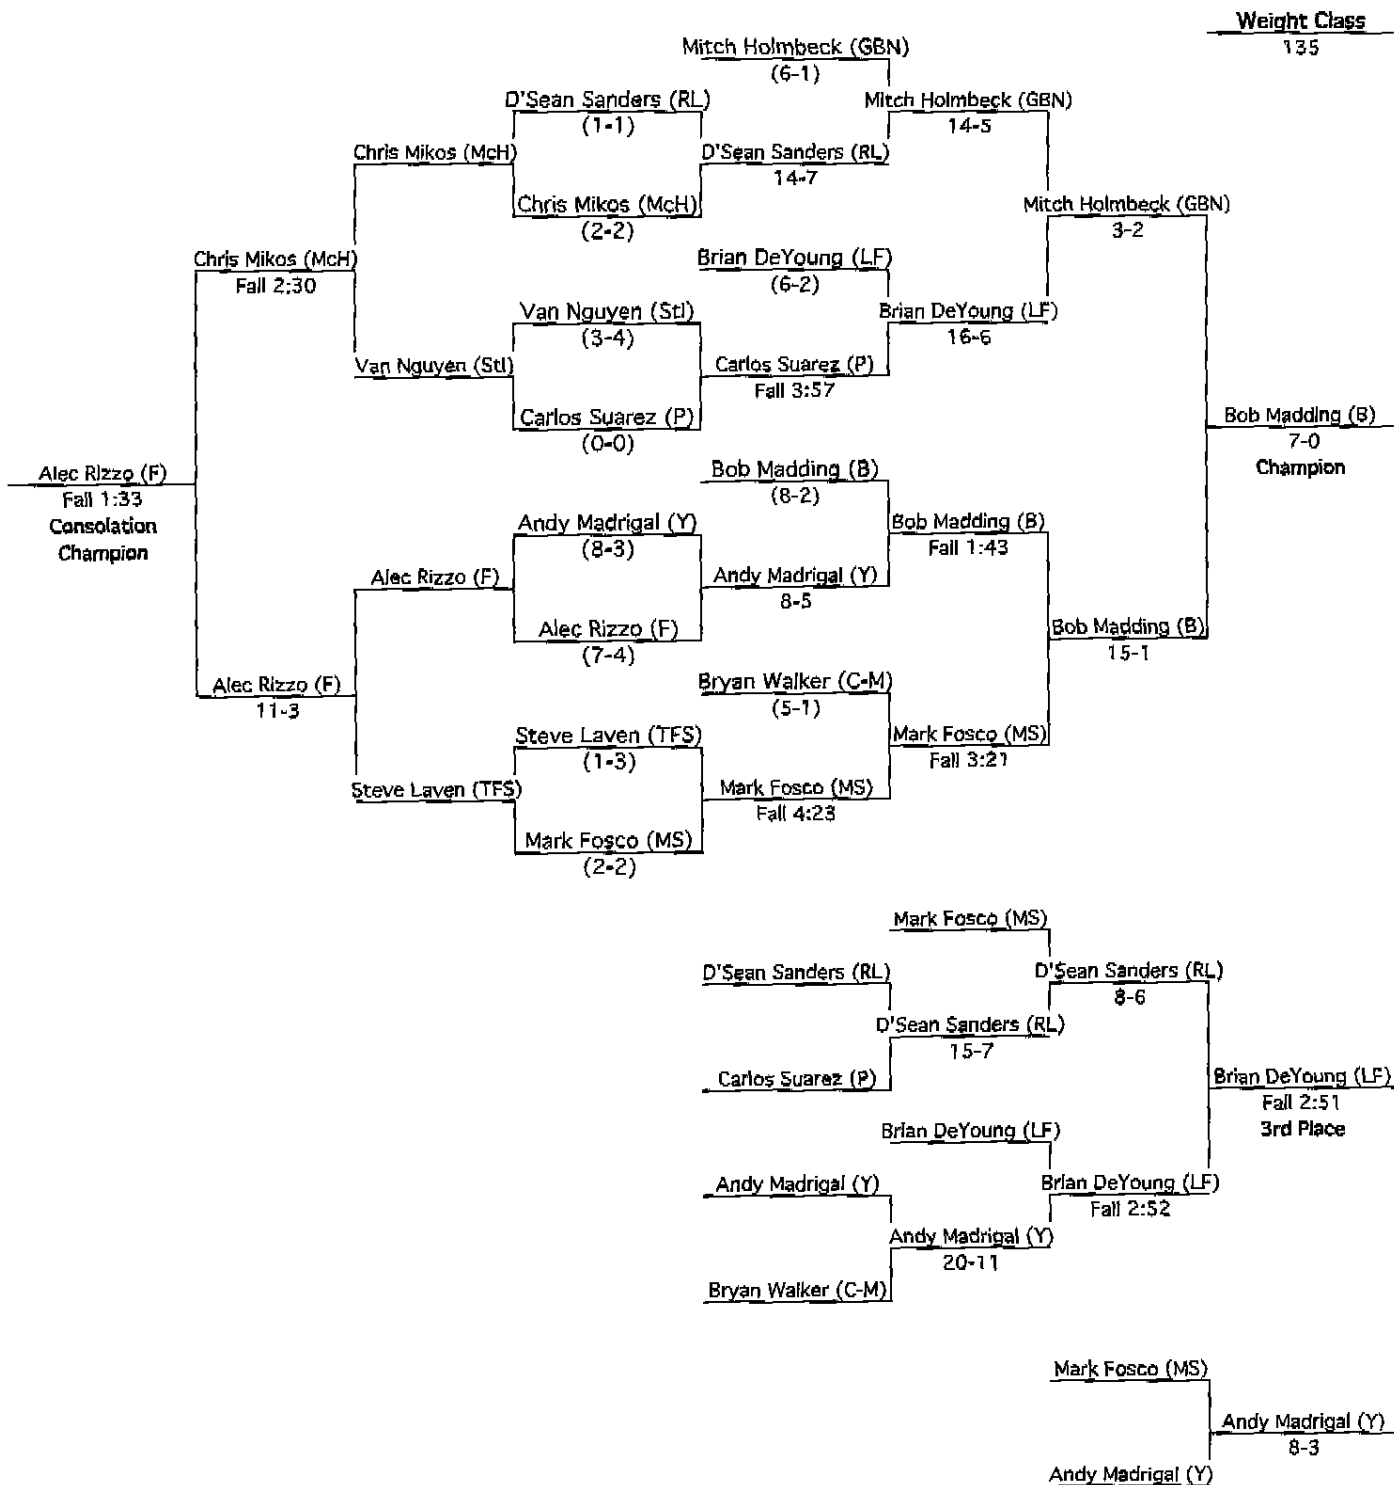 Weight Class
135
Mitch Holmbeck (GBN)
(6-1)
D'Sean Sanders (RL)
(1-1)
Mitch Holmbeck (GBN)
14-5
Chris Mikos (McH)
D'Sean Sanders (RL)
14-7
Chris Mikos (McH)
(2-2)
Mitch Holmbeck (GBN)
3-2
Chris Mikos (McH)
Fall 2:30
Brian DeYoung (LF)
(6-2)
Van Nguyen (Stl)
(3-4)
Brian DeYoung (LF)
16-6
Van Nguyen (Stl)
Carlos Suarez (P)
Fall 3:57
Carlos Suarez (P)
(0-0)
Bob Madding (B)
7-0
Champion
Alec Rizzo (F)
Fall 1:33
Consolation
Champion
Bob Madding (B)
(8-2)
Andy Madrigal (Y)
(8-3)
Bob Madding (B)
Fall 1:43
Alec Rizzo (F)
Andy Madrigal (Y)
8-5
Alec Rizzo (F)
(7-4)
Bob Madding (B)
15-1
Alec Rizzo (F)
11-3
Bryan Walker (C-M)
(5-1)
Steve Laven (TFS)
(1-3)
Mark Fosco (MS)
Fall 3:21
Steve Laven (TFS)
Mark Fosco (MS)
Fall 4:23
Mark Fosco (MS)
(2-2)
Mark Fosco (MS)
D'Sean Sanders (RL)
D'Sean Sanders (RL)
8-6
D'Sean Sanders (RL)
15-7
Carlos Suarez (P)
Brian DeYoung (LF)
Fall 2:51
3rd Place
Brian DeYoung (LF)
Andy Madrigal (Y)
Brian DeYoung (LF)
Fall 2:52
Andy Madrigal (Y)
20-11
Bryan Walker (C-M)
Mark Fosco (MS)
Andy Madrigal (Y)
8-3
Andy Madrigal (Y)